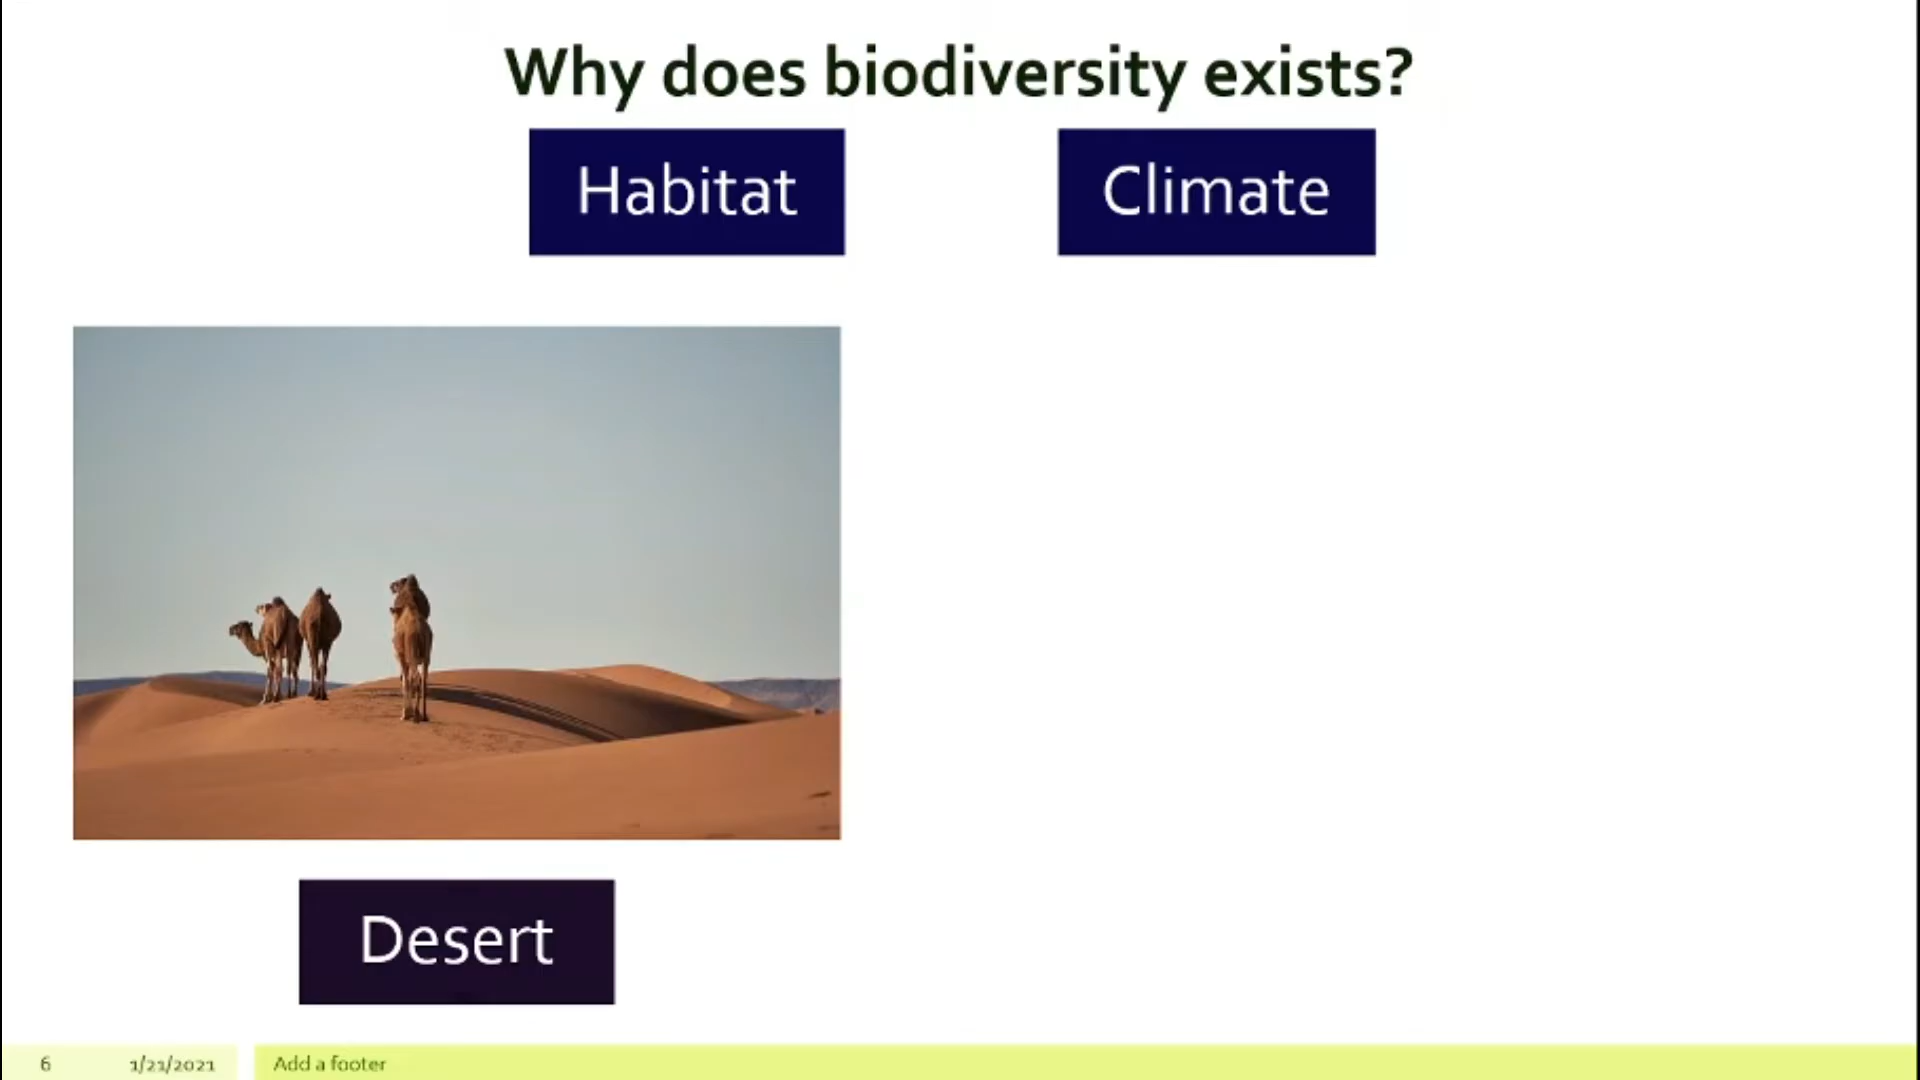 Why does biodiversity exists?
Habitat
Climate
Desert
6
1/21/2021
Add a footer